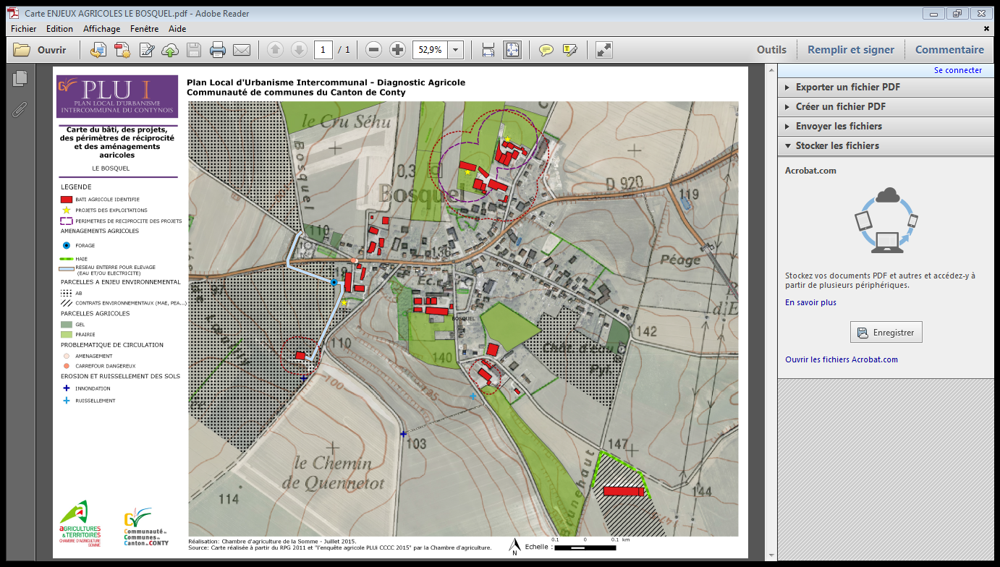 Carte ENJEUX AGRICOLES LE BOSQUEL.pdf - Adobe Reader
Fichier Edition Affichage Fenêtre Aide
Ouvrir
1 / 1
52,9%
Outils
Remplir et signer
Commentaire
Se connecter
Exporter un fichier PDF
Créer un fichier PDF
Envoyer les fichiers
Stocker les fichiers
Acrobat.com
Stockez vos documents PDF et autres et accédez-y à
partir de plusieurs périphériques.
En savoir plus
Enregistrer
Ouvrir les fichiers Acrobat.com
PLU I
PLAN LOCAL D'URBANISME
INTERCOMMUNAL DU CONTYNOIS
Plan Local d'Urbanisme Intercommunal - Diagnostic Agricole
Communauté de communes du Canton de Conty
Carte du bâti, des projets,
des périmètres de réciprocité
et des aménagements
agricoles
LE BOSQUEL
LEGENDE
BATI AGRICOLE IDENTIFIE
PROJETS DES EXPLOITATIONS
PERIMETRES DE RECIPROCITE DES PROJETS
AMENAGEMENTS AGRICOLES
FORAGE
HAIE
RESEAU ENTERRE POUR ELEVAGE
(EAU ET/OU ELECTRICITE)
PARCELLES A ENJEU ENVIRONNEMENTAL
AB
CONTRATS ENVIRONNEMENTAUX (MAE, PEA...)
PARCELLES AGRICOLES
GEL
PRAIRIE
PROBLEMATIQUE DE CIRCULATION
AMENAGEMENT
CARREFOUR DANGEREUX
EROSION ET RUISSELLEMENT DES SOLS
INNONDATION
RUISSELLEMENT
le Cru Séhu
Bosquel
0,3
Bosquel
D 920
119
110
136
Péage
97
Ec.
BOSQUEL
110
142
140
Chât. d'eau
Pyl.
100
103
147
le Chemin
de Quennetot
114
144
Brunehaut
AGRICULTURES
& TERRITOIRES
CHAMBRE D'AGRICULTURE
SOMME
Communauté de
Communes du
Canton de CONTY
Réalisation: Chambre d'agriculture de la Somme - Juillet 2015.
Source: Carte réalisée à partir du RPG 2011 et "l'enquête agricole PLUi CCCC 2015" par la Chambre d'agriculture.
N
Echelle :
0.1 0 0.1 km